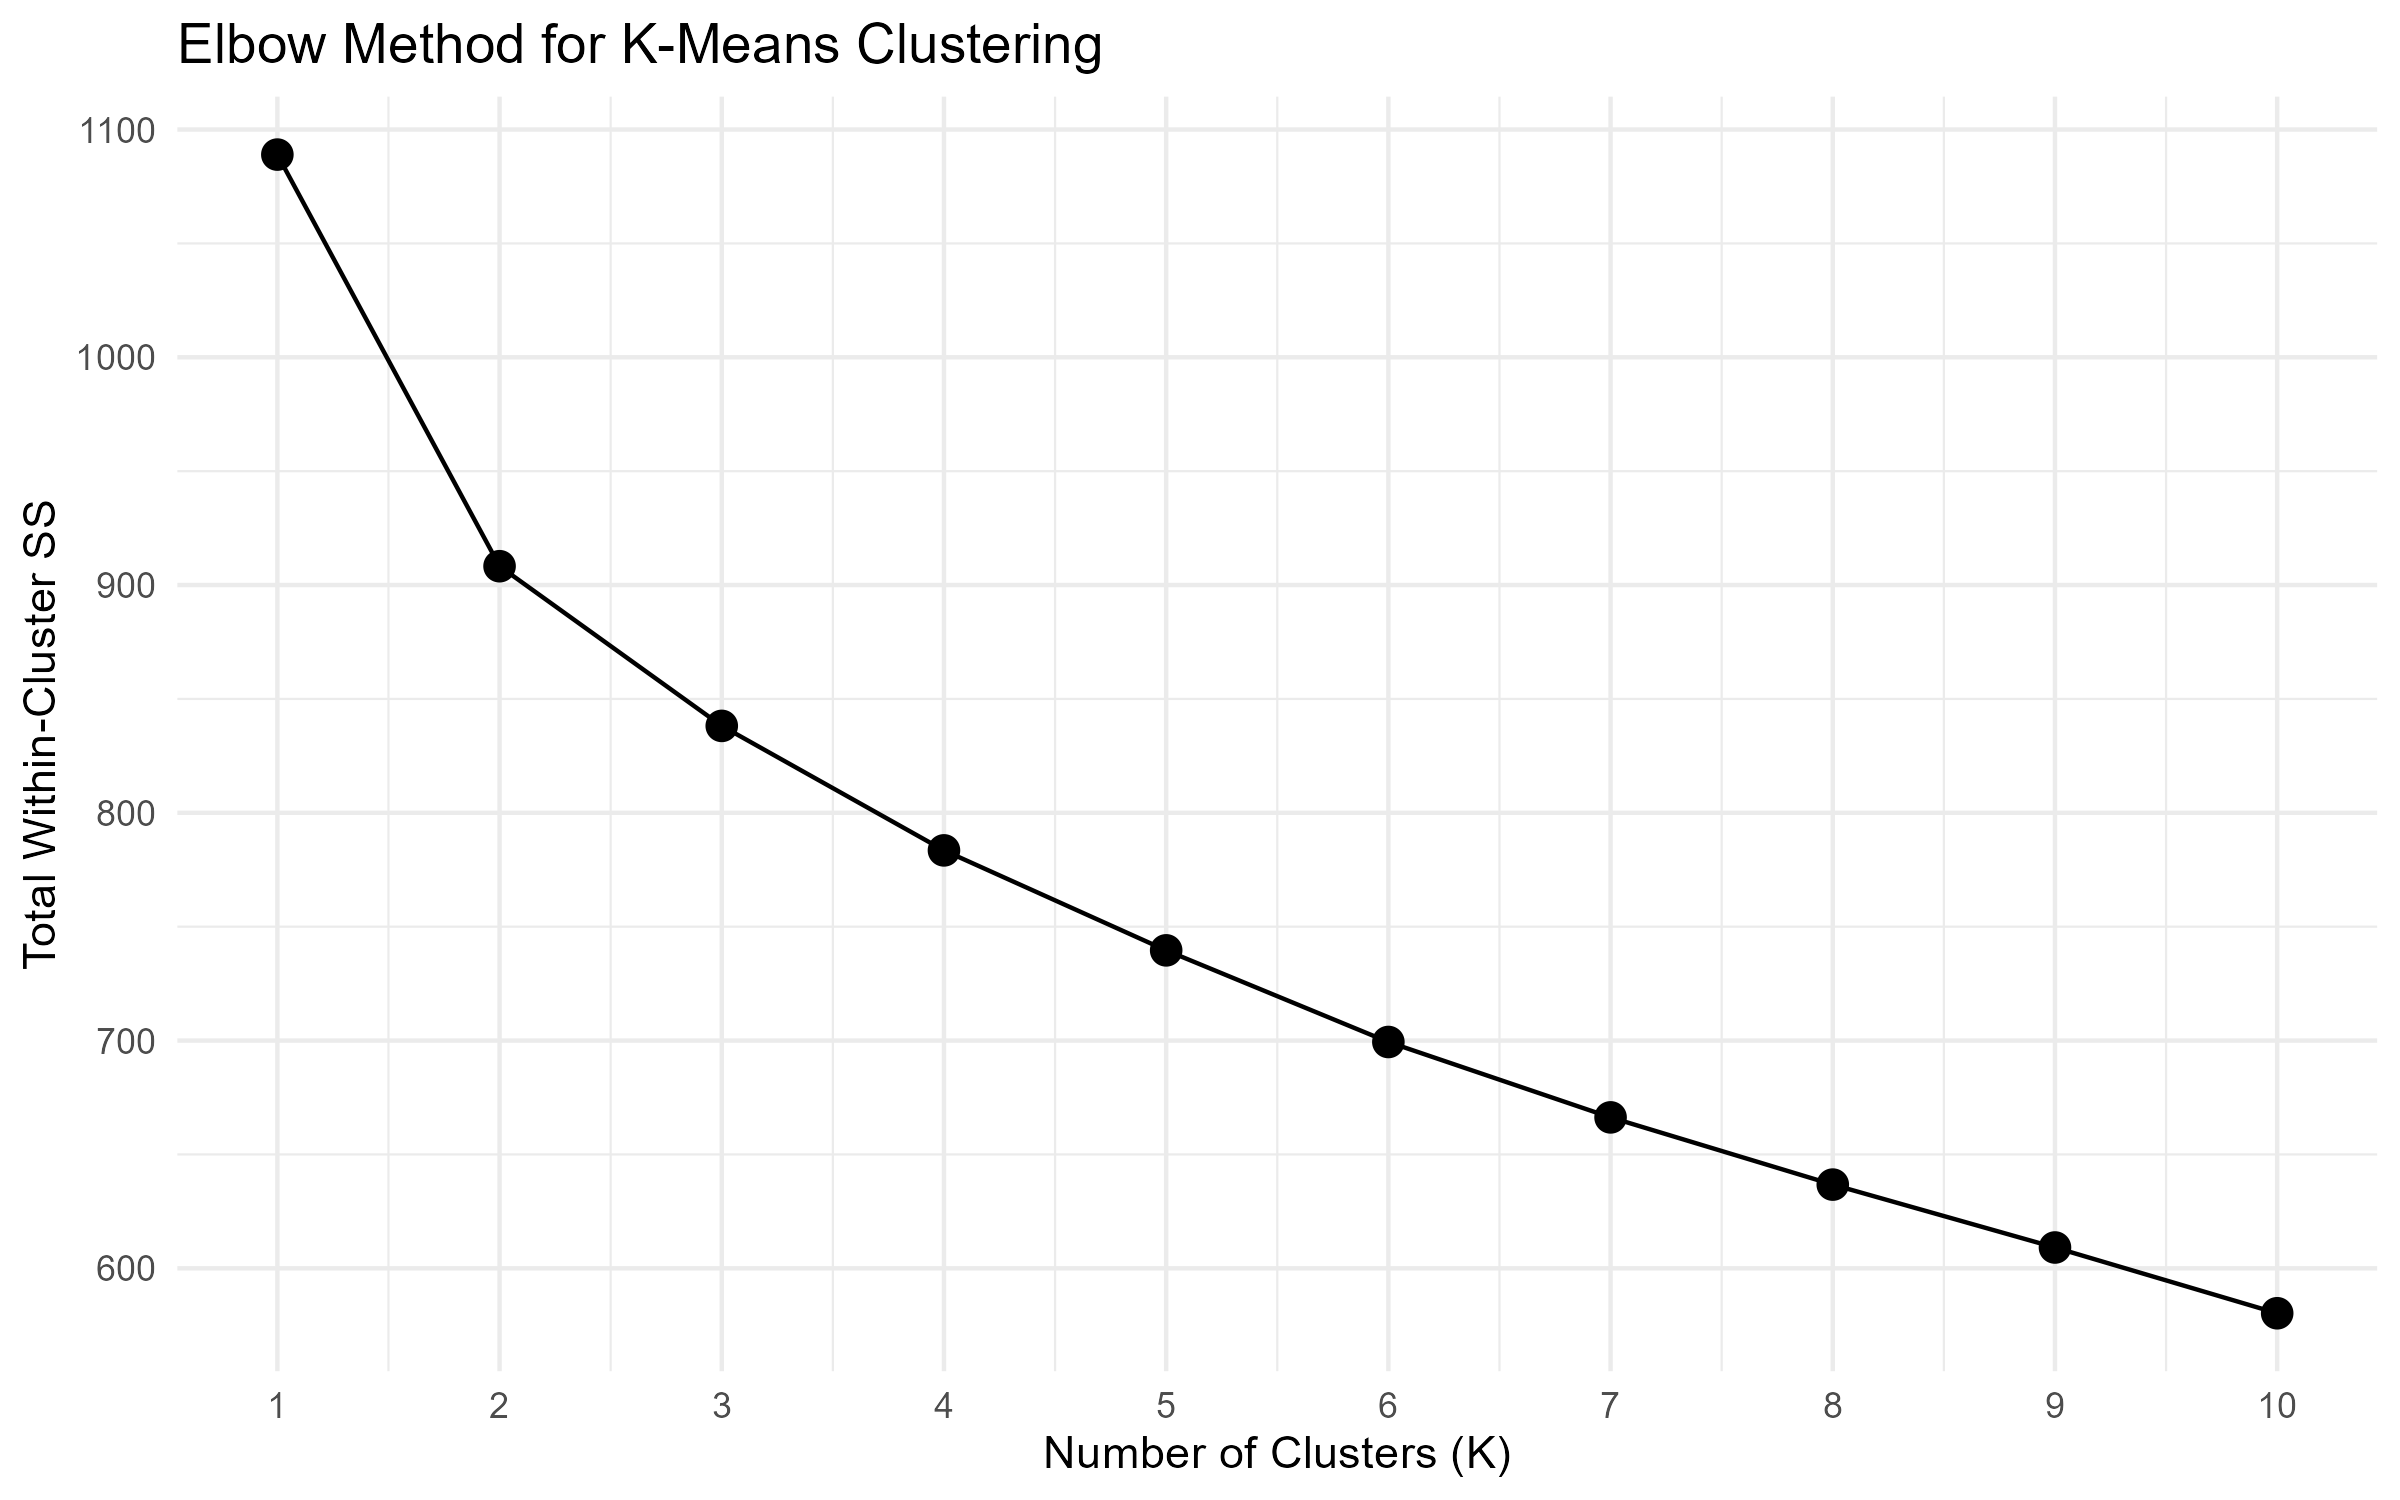 Elbow Method for K-Means Clustering
Total Within-Cluster SS
1100
1000
900
800
700
600
1 2 3 4 5 6 7 8 9 10
Number of Clusters (K)